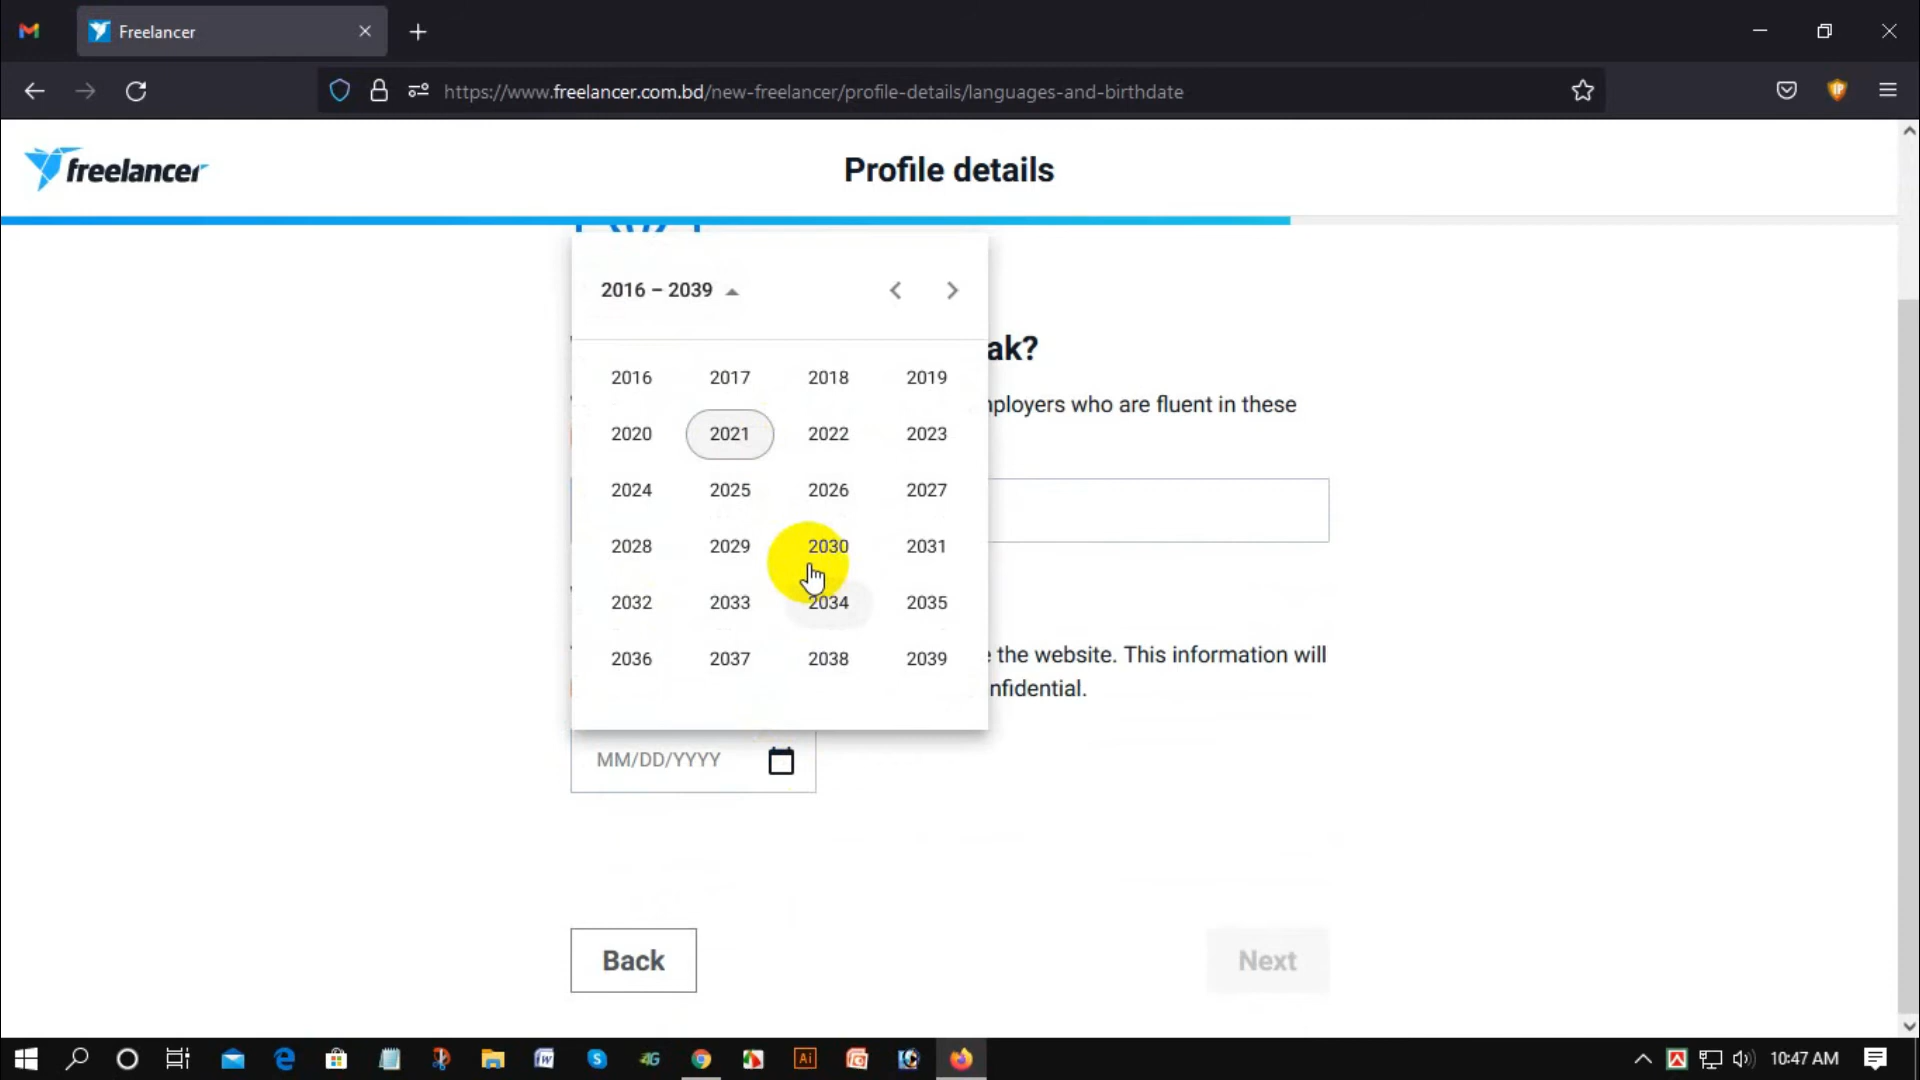 Freelancer
https://www.freelancer.com.bd/new-freelancer/profile-details/languages-and-birthdate
freelancer
Profile details
2016 – 2039
2016 2017 2018 2019
2020 2021 2022 2023
2024 2025 2026 2027
2028 2029 2030 2031
2032 2033 2034 2035
2036 2037 2038 2039
ak?
ployers who are fluent in these
the website. This information will
nfidential.
MM/DD/YYYY
Back
Next
4G
Ai
10:47 AM